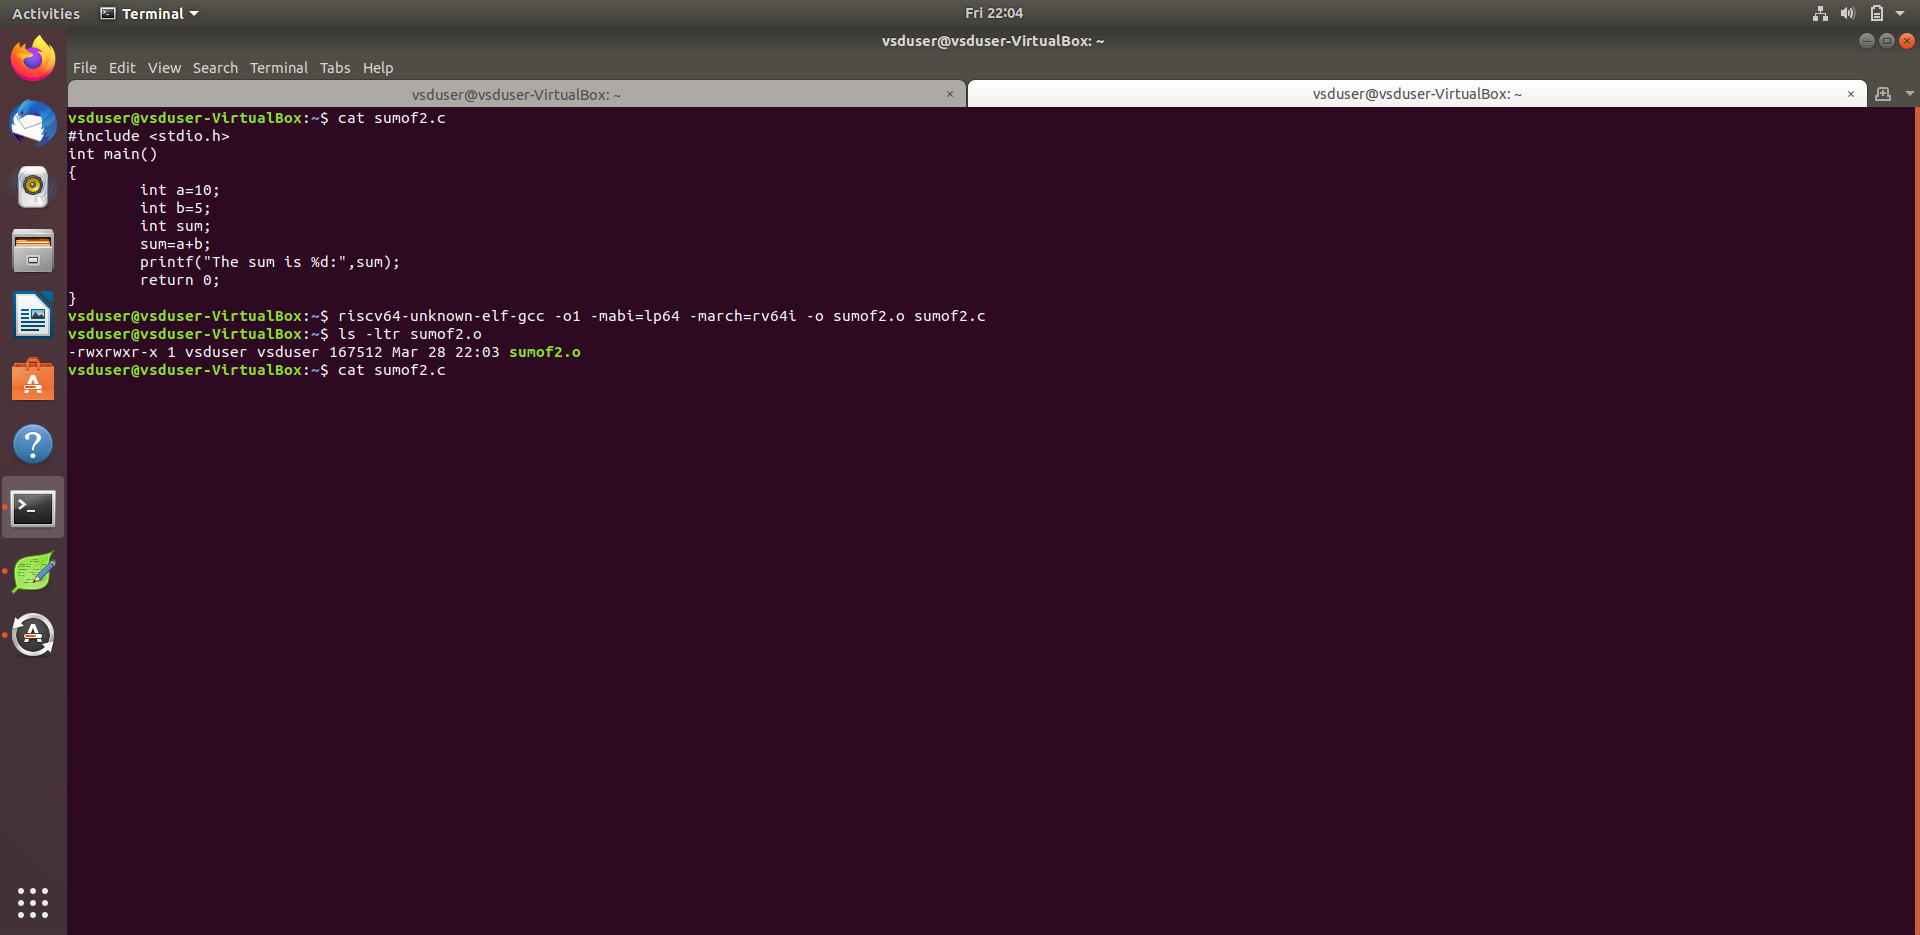 Activities
Terminal
Fri 22:04
vsduser@vsduser-VirtualBox: ~
File Edit View Search Terminal Tabs Help
vsduser@vsduser-VirtualBox: ~ ×
vsduser@vsduser-VirtualBox: ~ ×
vsduser@vsduser-VirtualBox:~$ cat sumof2.c
#include <stdio.h>
int main()
{
        int a=10;
        int b=5;
        int sum;
        sum=a+b;
        printf("The sum is %d:",sum);
        return 0;
}
vsduser@vsduser-VirtualBox:~$ riscv64-unknown-elf-gcc -o1 -mabi=lp64 -march=rv64i -o sumof2.o sumof2.c
vsduser@vsduser-VirtualBox:~$ ls -ltr sumof2.o
-rwxrwxr-x 1 vsduser vsduser 167512 Mar 28 22:03 sumof2.o
vsduser@vsduser-VirtualBox:~$ cat sumof2.c